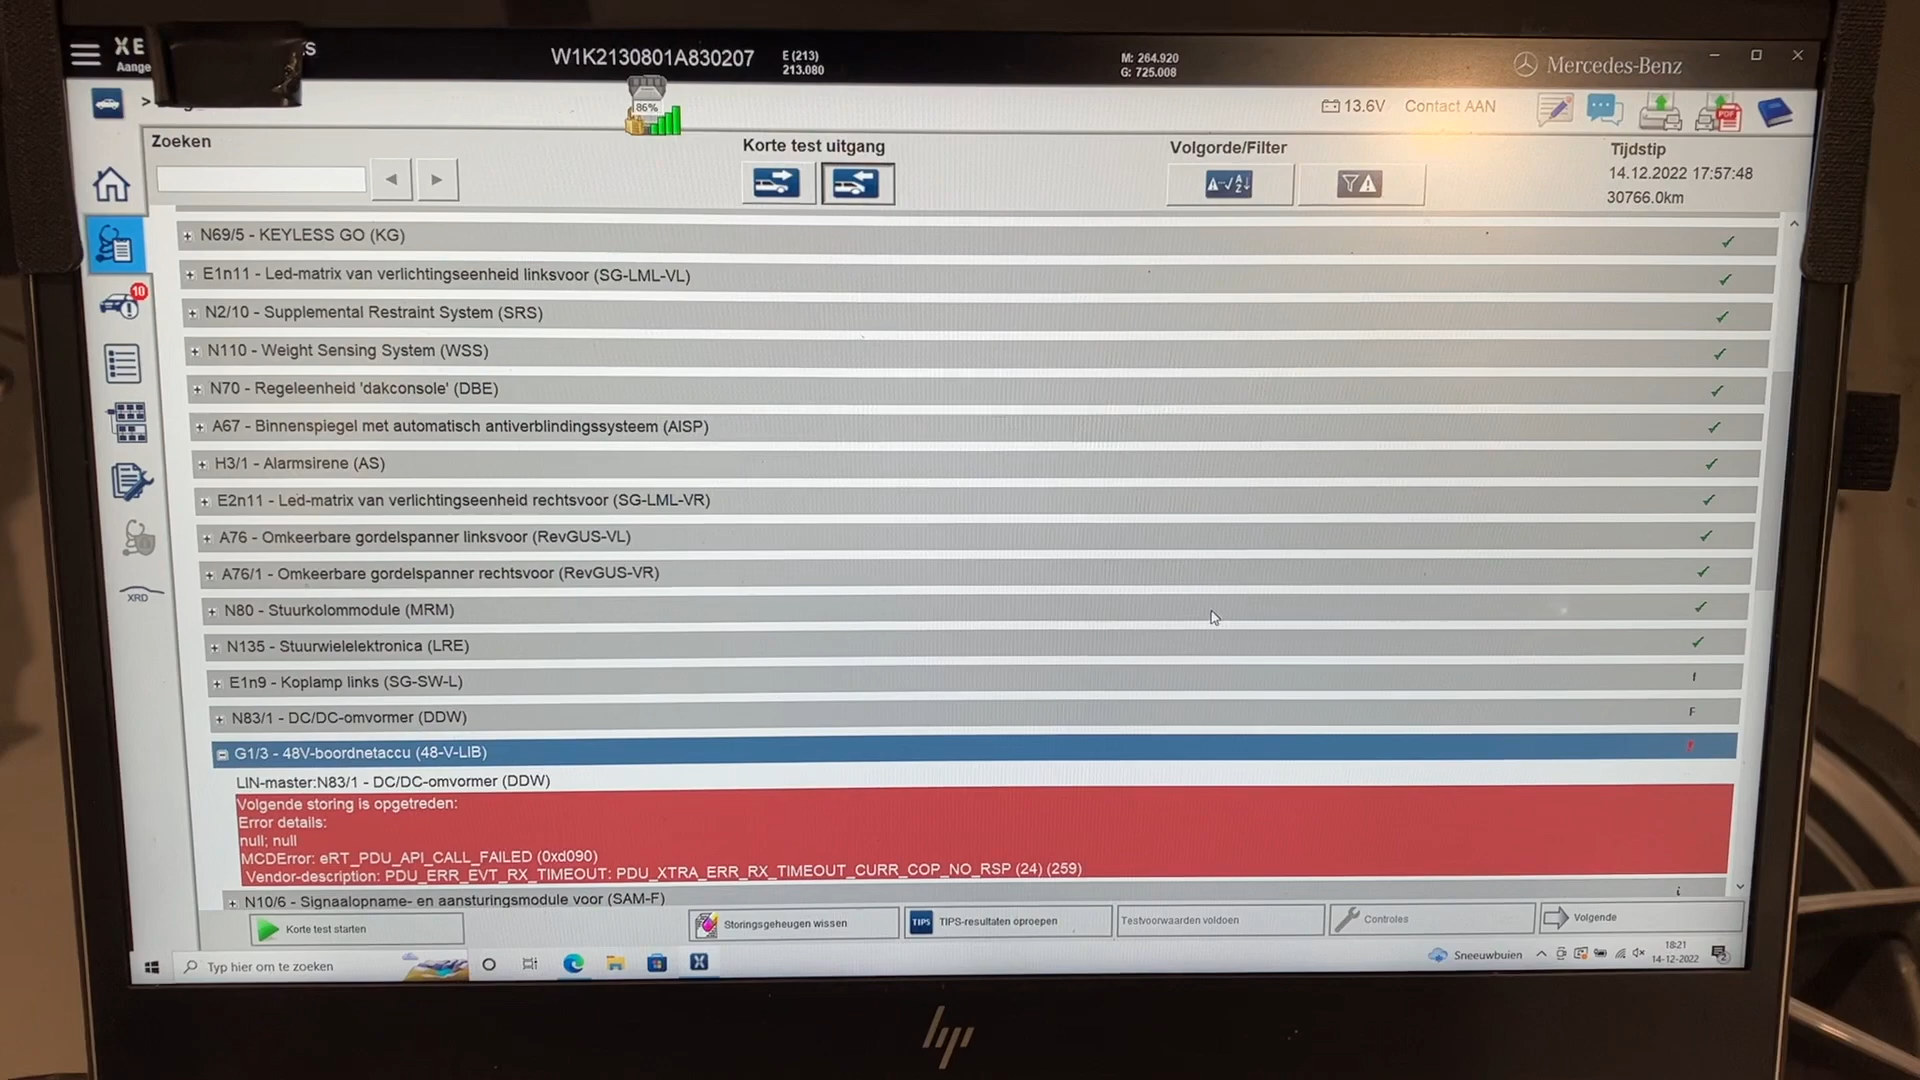 XE
Aange
S
W1K2130801A830207
E (213)
213.080
M: 264.920
G: 725.008
Mercedes-Benz
>
86%
13.6V
Contact AAN
PDF
Zoeken
Korte test uitgang
Volgorde/Filter
Tijdstip
14.12.2022 17:57:48
30766.0km
N69/5 - KEYLESS GO (KG)
E1n11 - Led-matrix van verlichtingseenheid linksvoor (SG-LML-VL)
10
N2/10 - Supplemental Restraint System (SRS)
N110 - Weight Sensing System (WSS)
N70 - Regeleenheid 'dakconsole' (DBE)
A67 - Binnenspiegel met automatisch antiverblindingssysteem (AISP)
H3/1 - Alarmsirene (AS)
E2n11 - Led-matrix van verlichtingseenheid rechtsvoor (SG-LML-VR)
A76 - Omkeerbare gordelspanner linksvoor (RevGUS-VL)
A76/1 - Omkeerbare gordelspanner rechtsvoor (RevGUS-VR)
XRD
N80 - Stuurkolommodule (MRM)
N135 - Stuurwielelektronica (LRE)
E1n9 - Koplamp links (SG-SW-L) f
N83/1 - DC/DC-omvormer (DDW) F
G1/3 - 48V-boordnetaccu (48-V-LIB) !
LIN-master:N83/1 - DC/DC-omvormer (DDW)
Volgende storing is opgetreden:
Error details:
null; null
MCDError: eRT_PDU_API_CALL_FAILED (0xd090)
Vendor-description: PDU_ERR_EVT_RX_TIMEOUT: PDU_XTRA_ERR_RX_TIMEOUT_CURR_COP_NO_RSP (24) (259)
N10/6 - Signaalopname- en aansturingsmodule voor (SAM-F) i
Korte test starten
Storingsgeheugen wissen
TIPS
TIPS-resultaten oproepen
Testvoorwaarden voldoen
Controles
Volgende
Typ hier om te zoeken
X
Sneeuwbuien
18:21
14-12-2022
2
hp